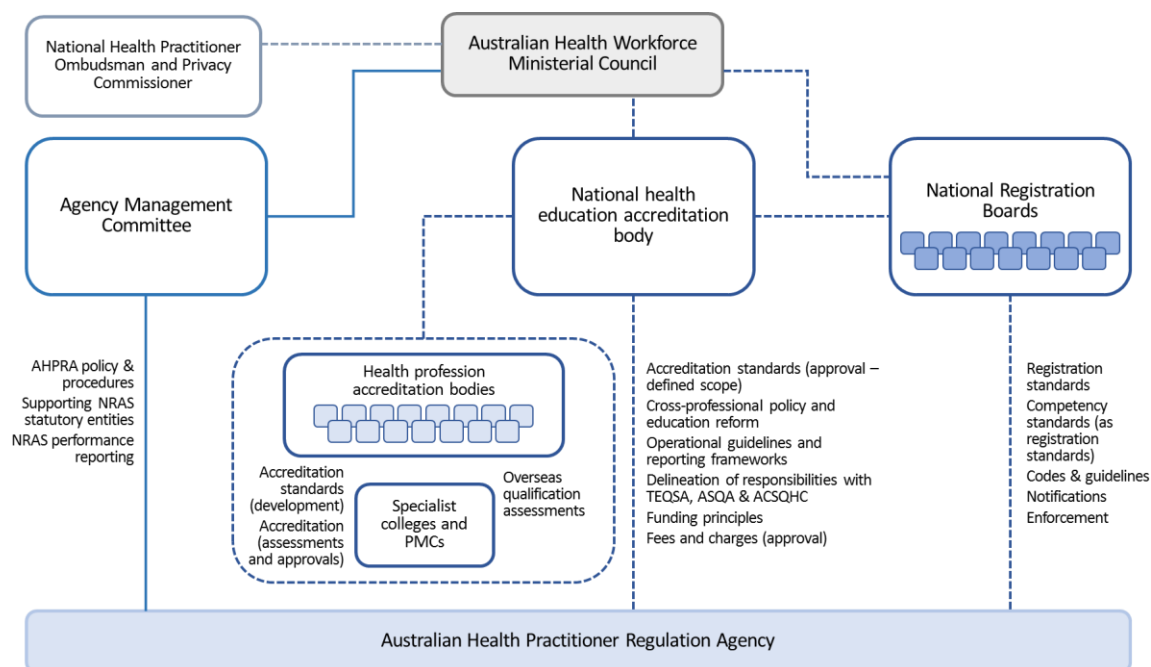 National Health Practitioner
Ombudsman and Privacy
Commissioner
Australian Health Workforce
Ministerial Council
Agency Management
Committee
National health
education accreditation
body
National Registration
Boards
AHPRA policy &
procedures
Supporting NRAS
statutory entities
NRAS performance
reporting
Health profession
accreditation bodies
Accreditation
standards
(development)
Accreditation
(assessments
and approvals)
Specialist
colleges and
PMCs
Overseas
qualification
assessments
Accreditation standards (approval –
defined scope)
Cross-professional policy and
education reform
Operational guidelines and
reporting frameworks
Delineation of responsibilities with
TEQSA, ASQA & ACSQHC
Funding principles
Fees and charges (approval)
Registration
standards
Competency
standards (as
registration
standards)
Codes & guidelines
Notifications
Enforcement
Australian Health Practitioner Regulation Agency